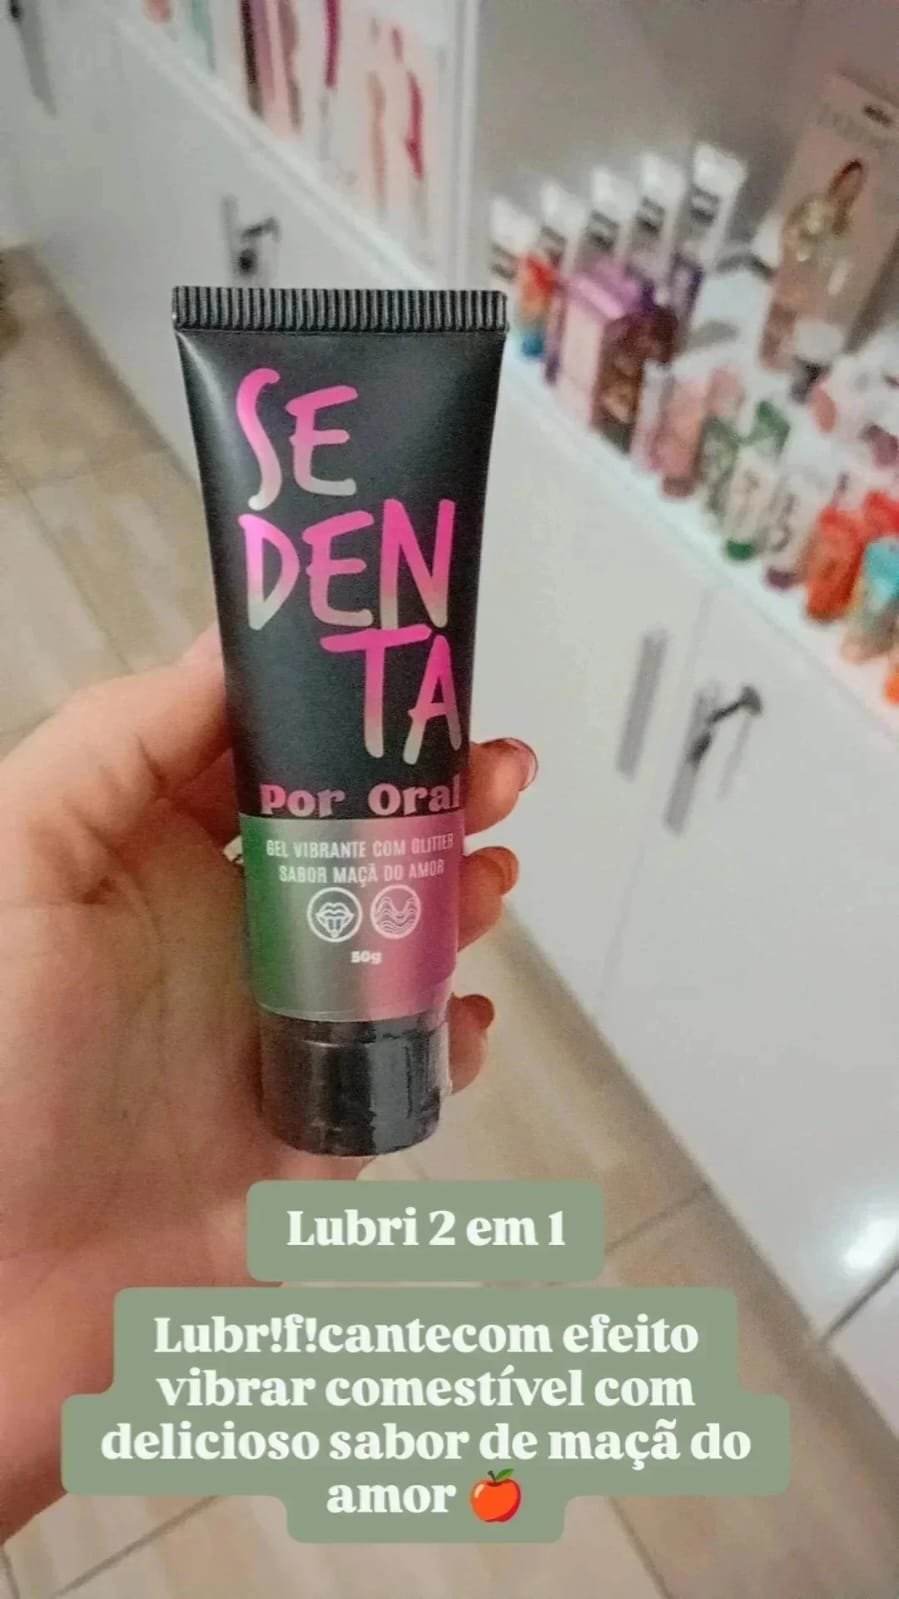 SE
DEN
TA
Por Oral
GEL VIBRANTE COM GLITTER
SABOR MAÇÃ DO AMOR
50g
Lubri 2 em 1
Lubr!f!cantecom efeito
vibrar comestível com
delicioso sabor de maçã do
amor 🍎